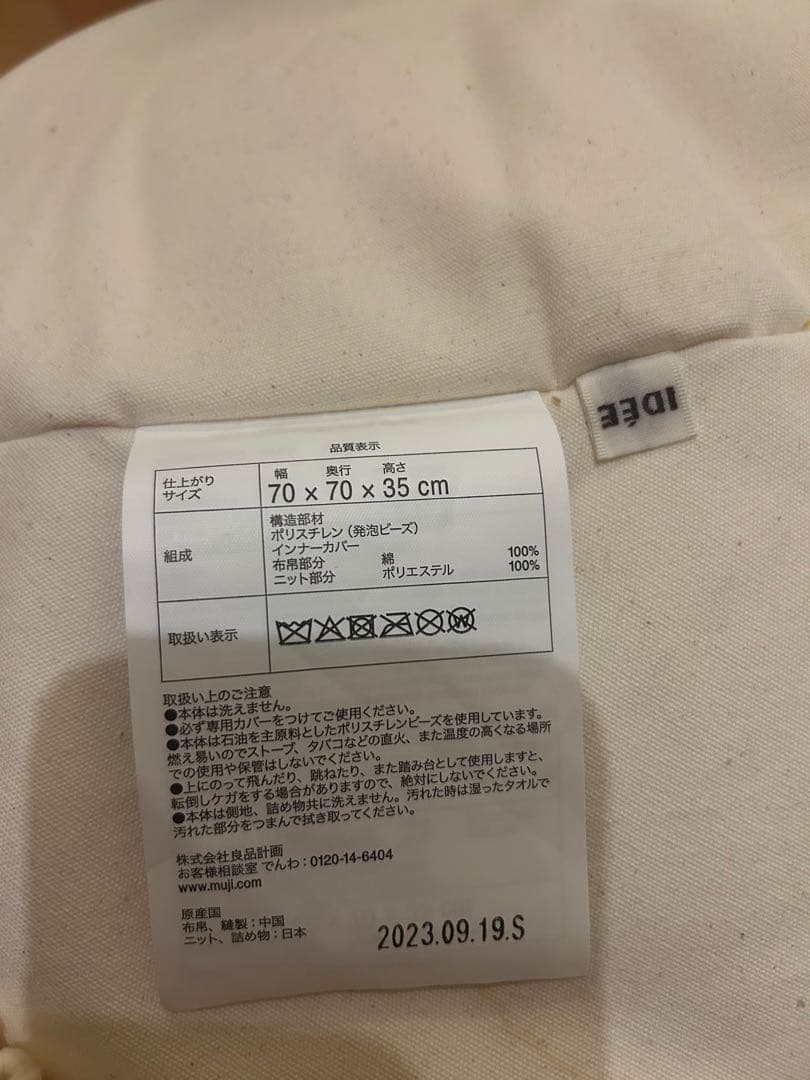 IDÉE
品質表示
仕上がり
サイズ
幅 奥行 高さ
70 × 70 × 35 cm
組成
構造部材
ポリスチレン（発泡ビーズ）
インナーカバー
布帛部分 綿 100%
ニット部分 ポリエステル 100%
取扱い表示
W
取扱い上のご注意
●本体は洗えません。
●必ず専用カバーをつけてご使用ください。
●本体は石油を主原料としたポリスチレンビーズを使用しています。
燃え易いのでストーブ、タバコなどの直火、また温度の高くなる場所
での使用や保管はしないでください。
●上にのって飛んだり、跳ねたり、また踏み台として使用しますと、
転倒しケガをする場合がありますので、絶対にしないでください。
●本体は側地、詰め物共に洗えません。汚れた時は湿ったタオルで
汚れた部分をつまんで拭き取ってください。
株式会社良品計画
お客様相談室 でんわ：0120-14-6404
www.muji.com
原産国
布帛、縫製：中国
ニット、詰め物：日本
2023.09.19.S